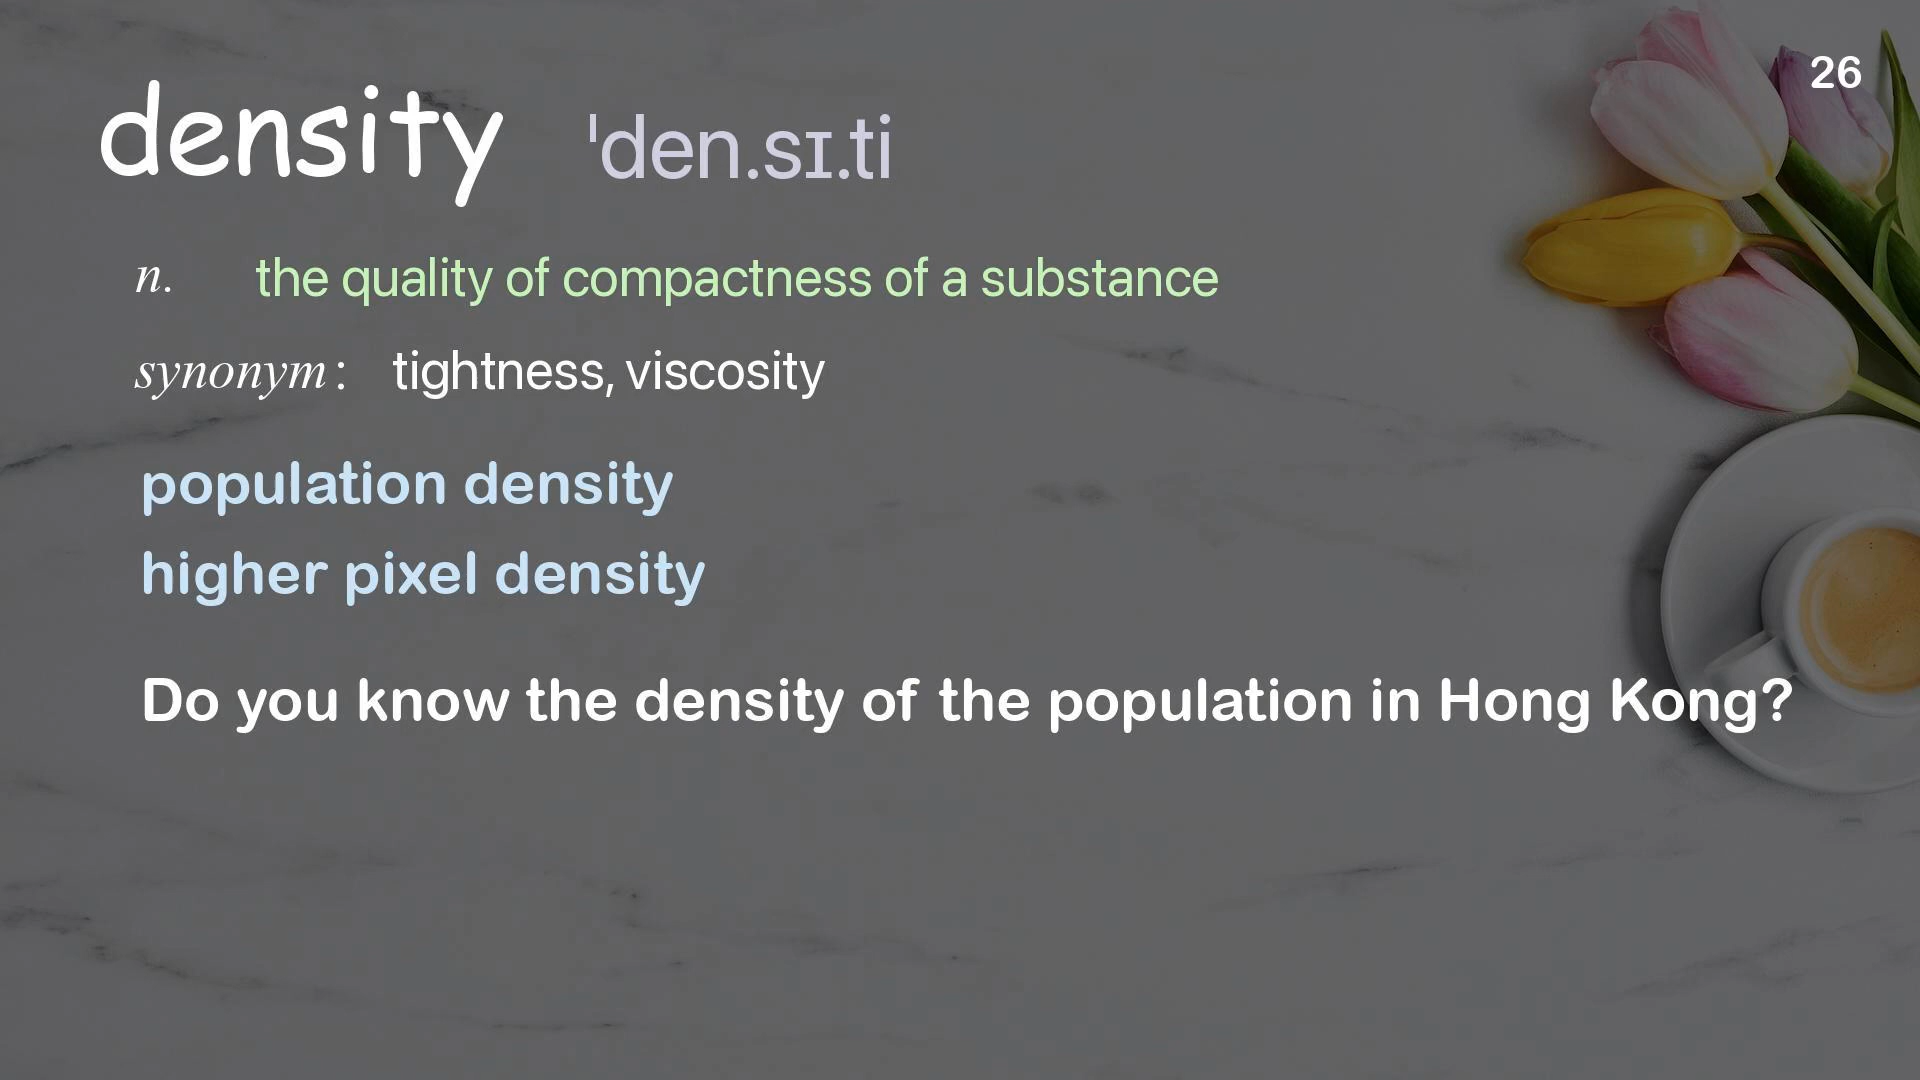 26
density ˈden.sɪ.ti
n. the quality of compactness of a substance
synonym: tightness, viscosity
population density
higher pixel density
Do you know the density of the population in Hong Kong?